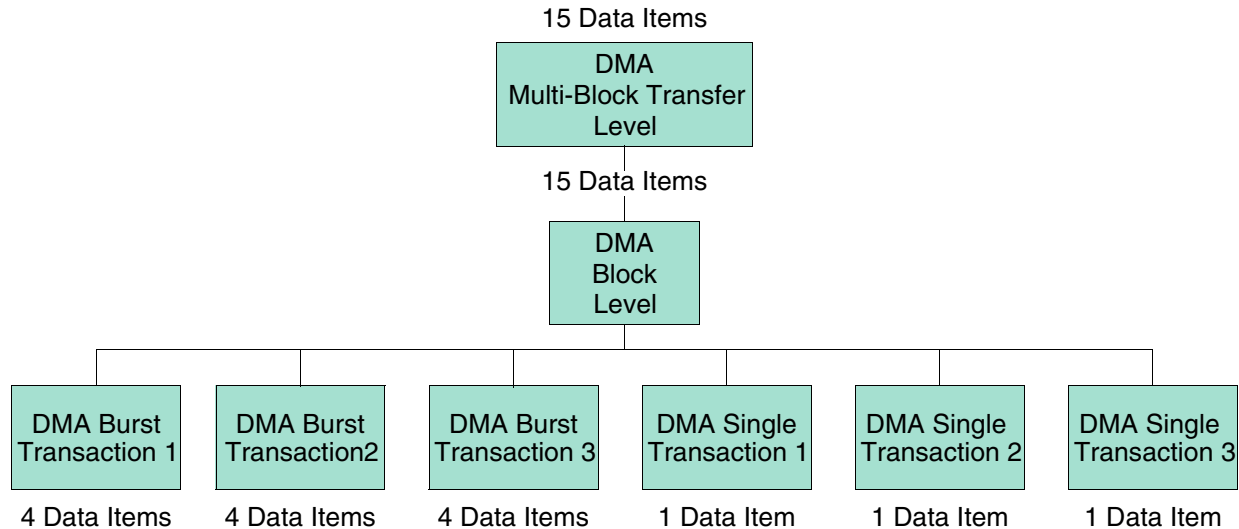 15 Data Items
DMA
Multi-Block Transfer
Level
15 Data Items
DMA
Block
Level
DMA Burst
Transaction 1
DMA Burst
Transaction2
DMA Burst
Transaction 3
DMA Single
Transaction 1
DMA Single
Transaction 2
DMA Single
Transaction 3
4 Data Items
4 Data Items
4 Data Items
1 Data Item
1 Data Item
1 Data Item